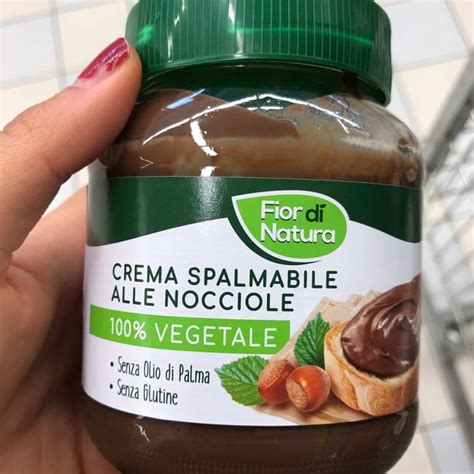 Fior di
Natura
CREMA SPALMABILE
ALLE NOCCIOLE
100% VEGETALE
• Senza Olio di Palma
• Senza Glutine